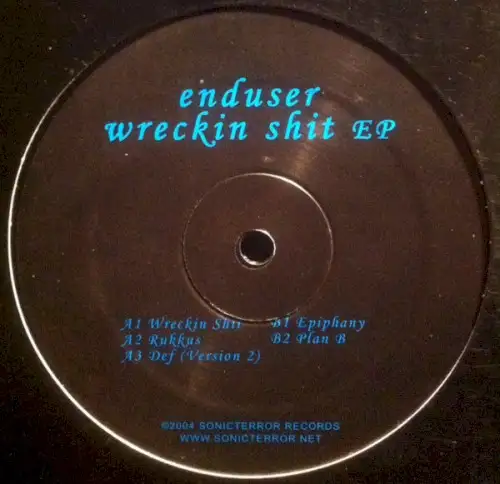 enduser
wreckin shit EP
A1 Wreckin Shit
A2 Rukkus
A3 Def (Version 2)
B1 Epiphany
B2 Plan B
©2004 SONICTERROR RECORDS
WWW.SONICTERROR.NET